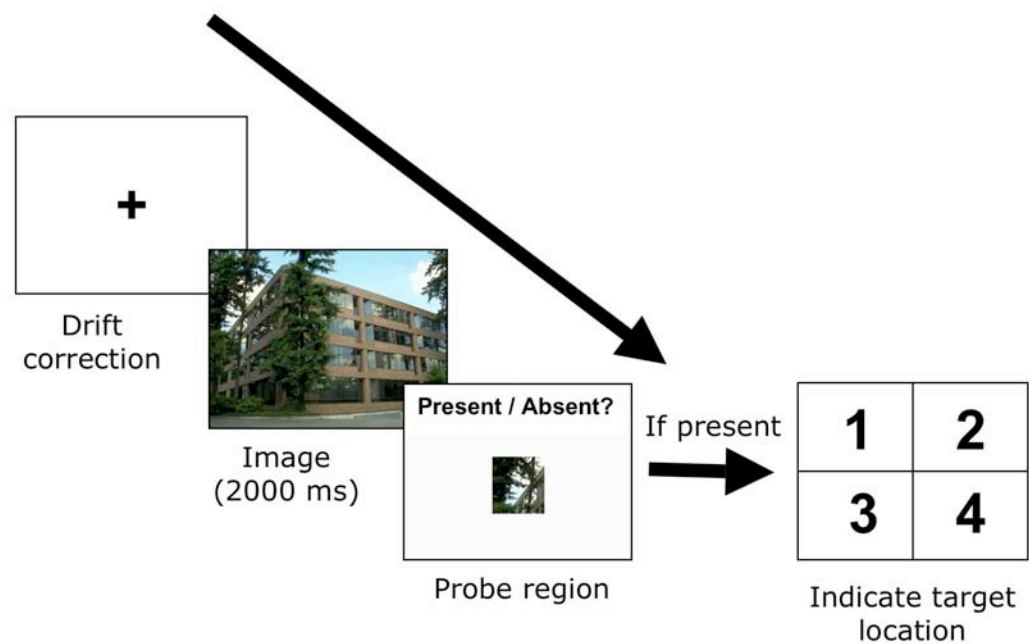 +
Drift
correction
Image
(2000 ms)
Present / Absent?
Probe region
If present
1 2
3 4
Indicate target
location